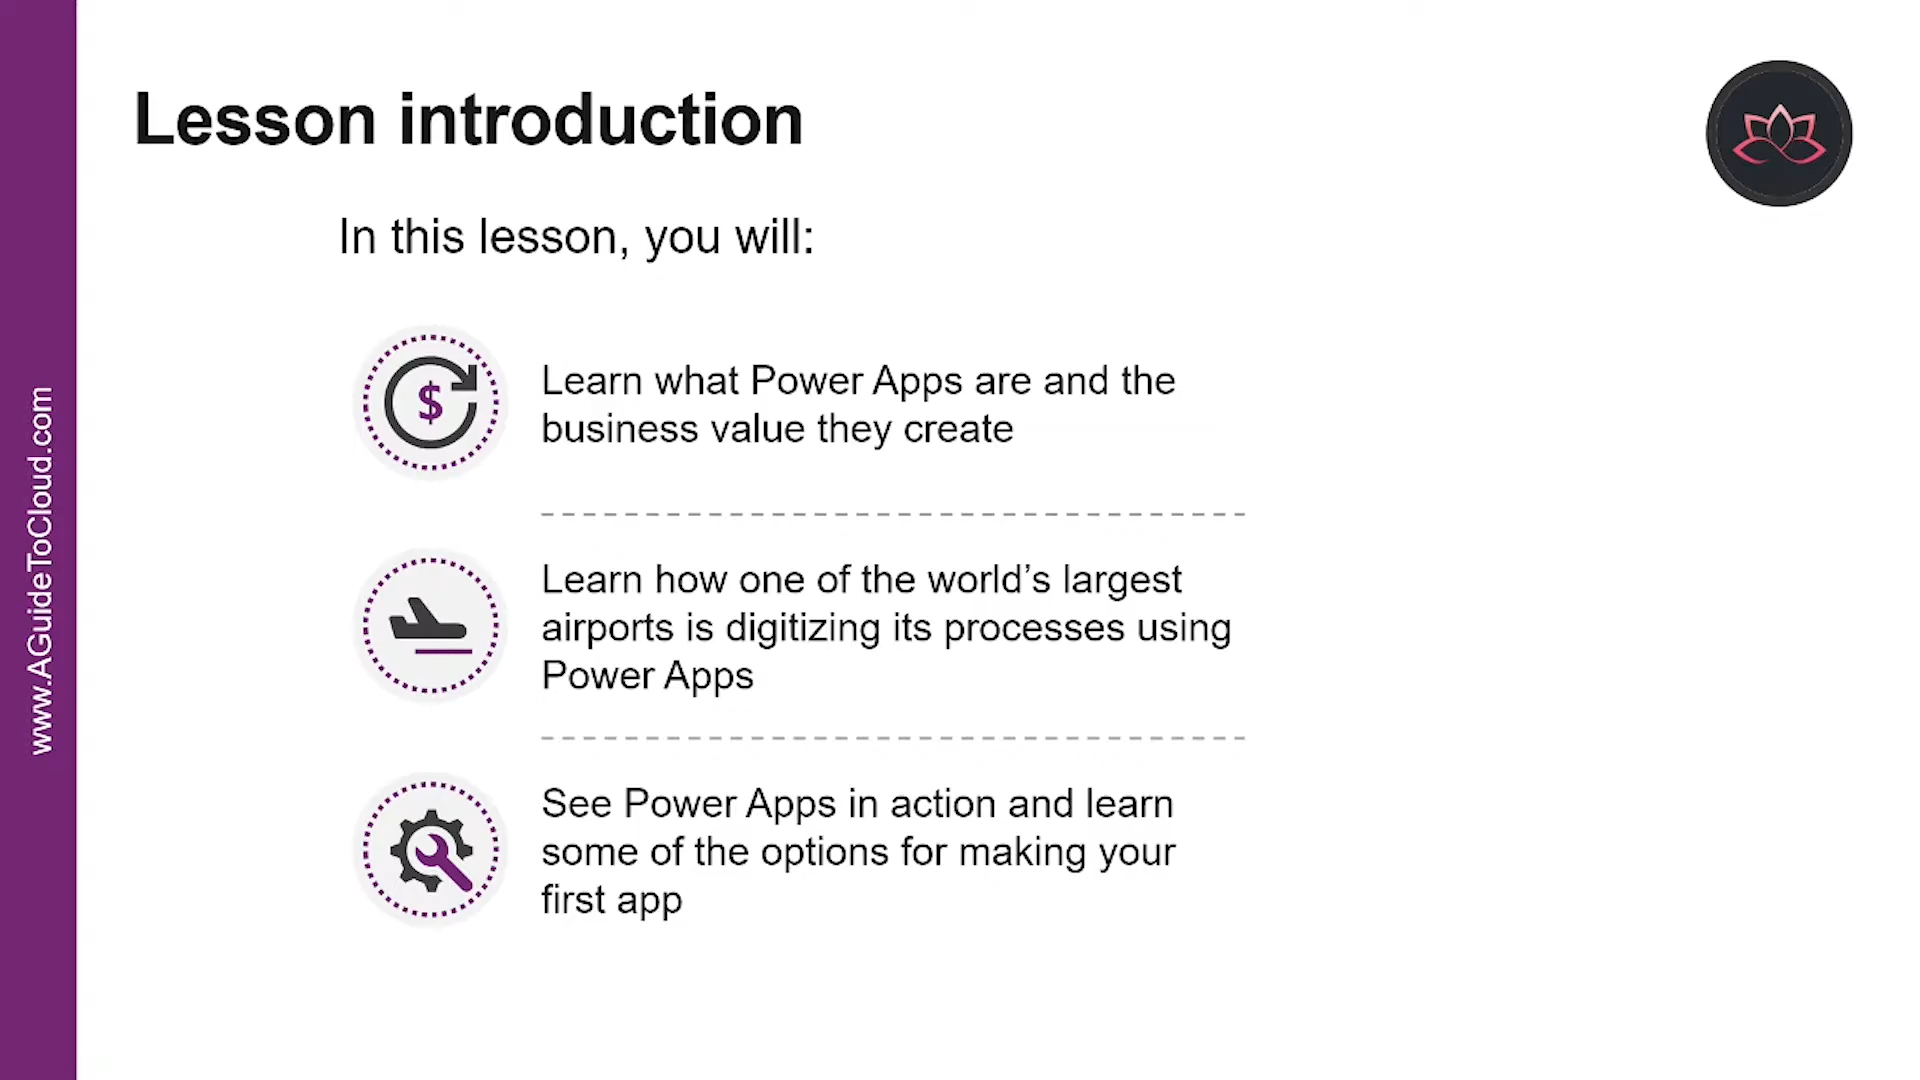 Lesson introduction
In this lesson, you will:
$
Learn what Power Apps are and the
business value they create
Learn how one of the world’s largest
airports is digitizing its processes using
Power Apps
See Power Apps in action and learn
some of the options for making your
first app
www.AGuideToCloud.com